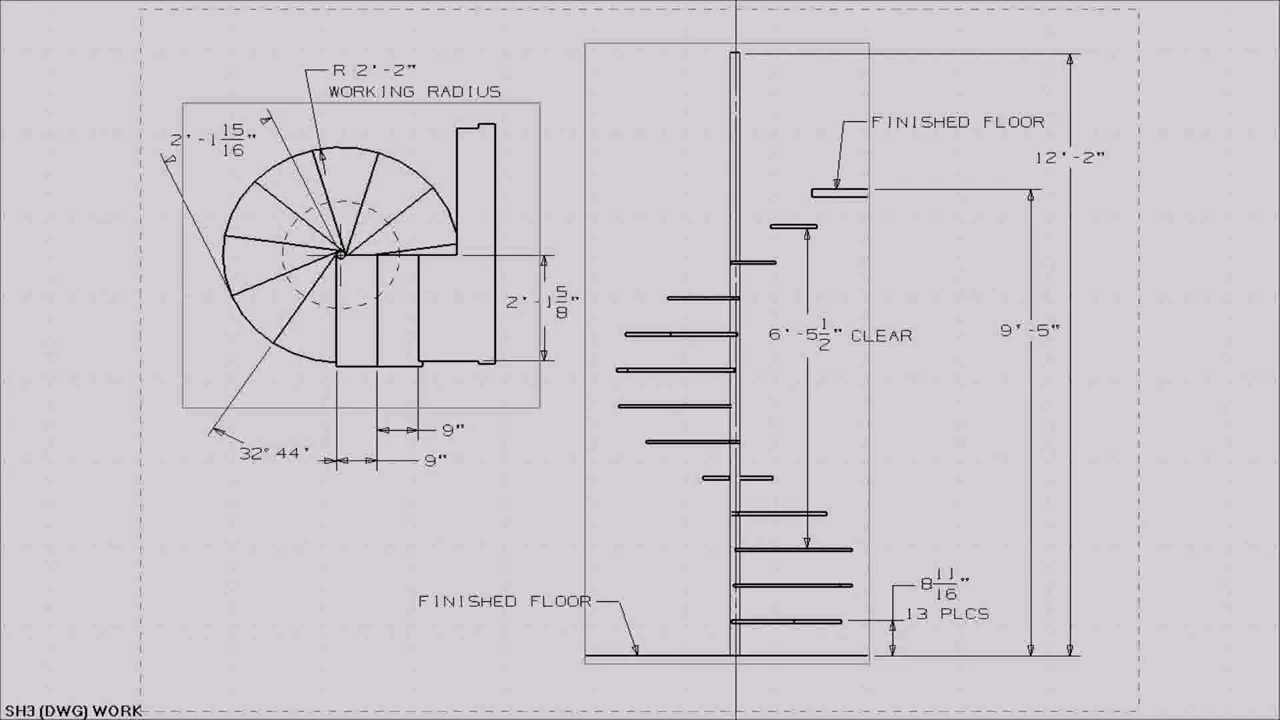 R 2'-2"
WORKING RADIUS
2'-1 15/16"
FINISHED FLOOR
12'-2"
2'-1 5/8"
6'-5 1/2" CLEAR
9'-5"
9"
32°44'
9"
8 11/16"
13 PLCS
FINISHED FLOOR
SH3 (DWG) WORK